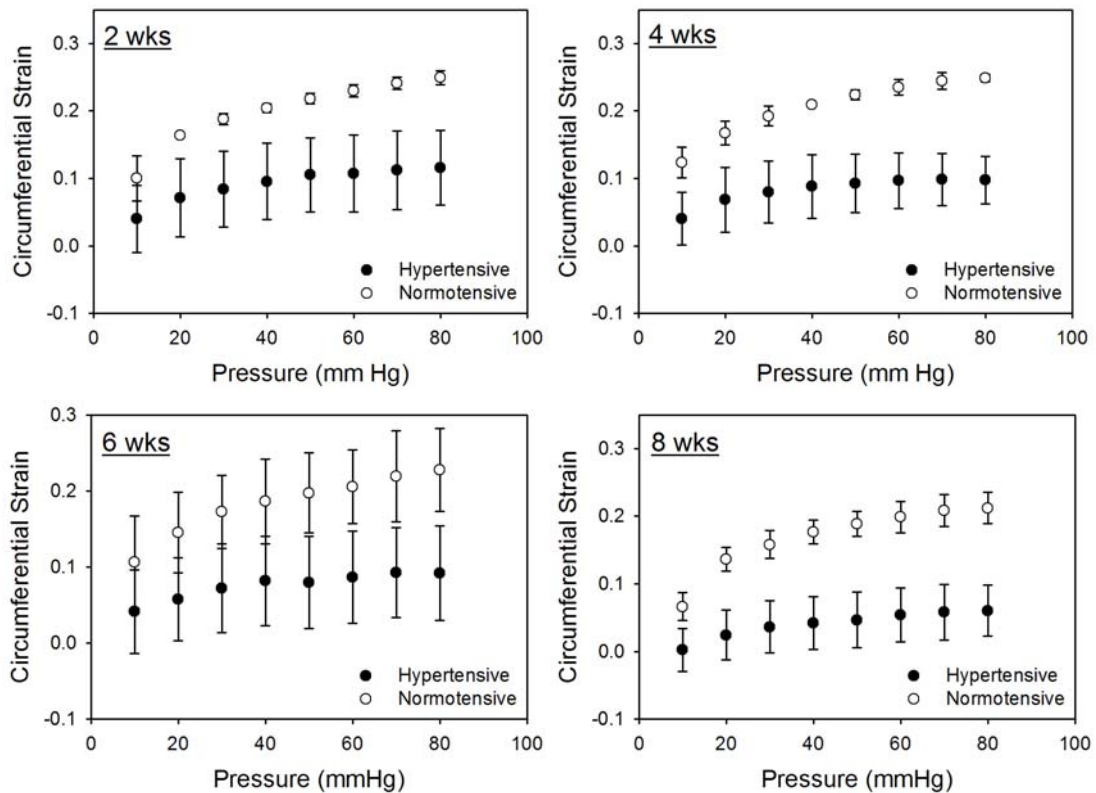 2 wks
0.3
0.2
0.1
0.0
-0.1
Circumferential Strain
Hypertensive
Normotensive
0 20 40 60 80 100
Pressure (mm Hg)
4 wks
0.3
0.2
0.1
0.0
-0.1
Circumferential Strain
Hypertensive
Normotensive
0 20 40 60 80 100
Pressure (mm Hg)
6 wks
0.3
0.2
0.1
0.0
-0.1
Circumferential Strain
Hypertensive
Normotensive
0 20 40 60 80 100
Pressure (mmHg)
8 wks
0.3
0.2
0.1
0.0
-0.1
Circumferential Strain
Hypertensive
Normotensive
0 20 40 60 80 100
Pressure (mmHg)